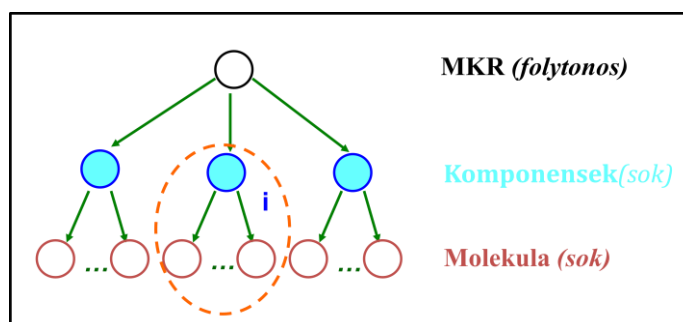 MKR (folytonos)
Komponensek(sok)
i
... ... ...
Molekula (sok)